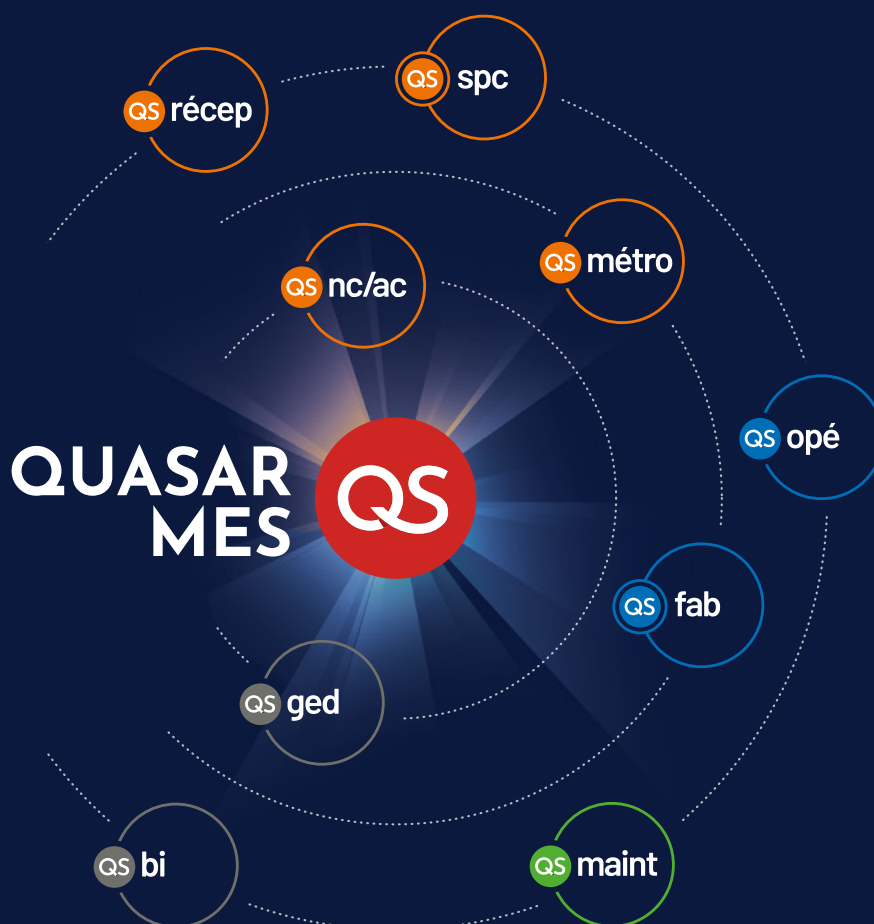 QS spc
QS récep
QS métro
QS nc/ac
QS opé
QUASAR
MES
QS
QS fab
QS ged
QS maint
QS bi